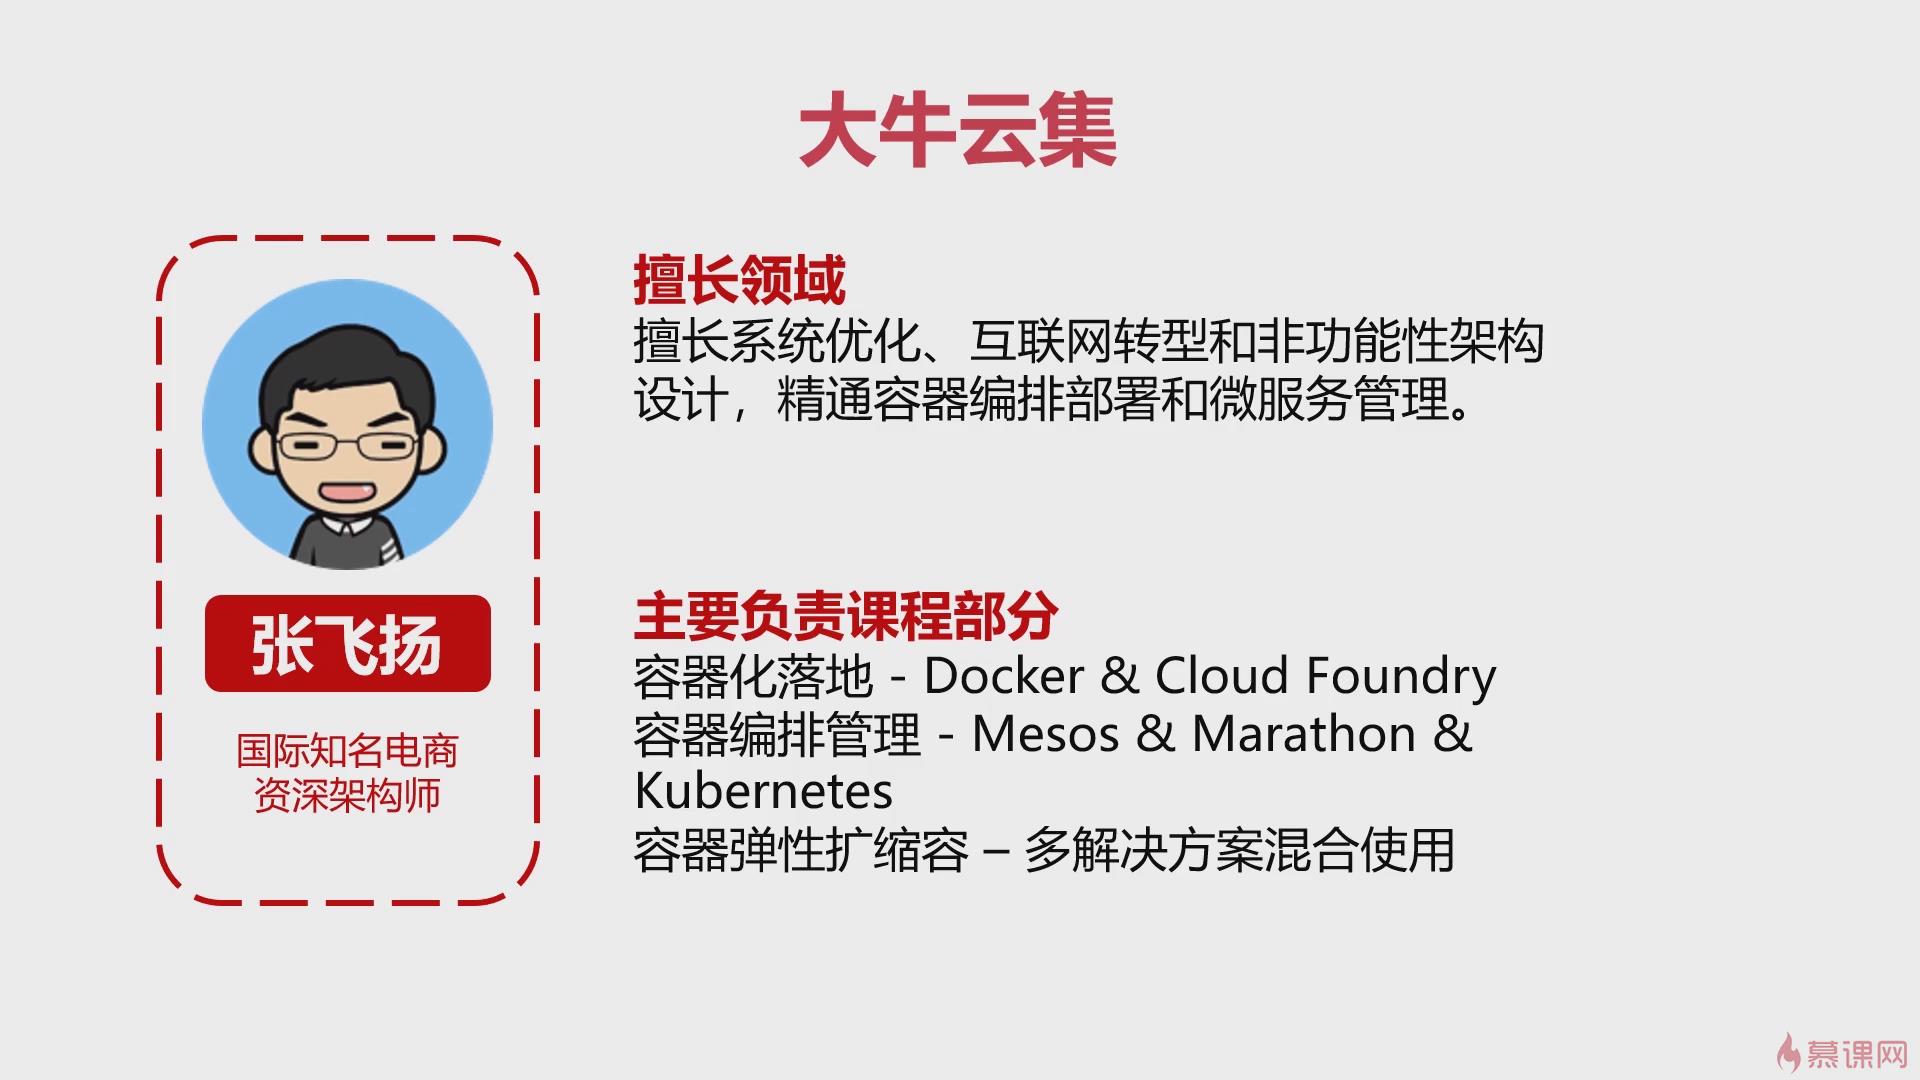 大牛云集
张飞扬
国际知名电商
资深架构师
擅长领域
擅长系统优化、互联网转型和非功能性架构
设计，精通容器编排部署和微服务管理。
主要负责课程部分
容器化落地 - Docker & Cloud Foundry
容器编排管理 - Mesos & Marathon &
Kubernetes
容器弹性扩缩容 – 多解决方案混合使用
慕课网